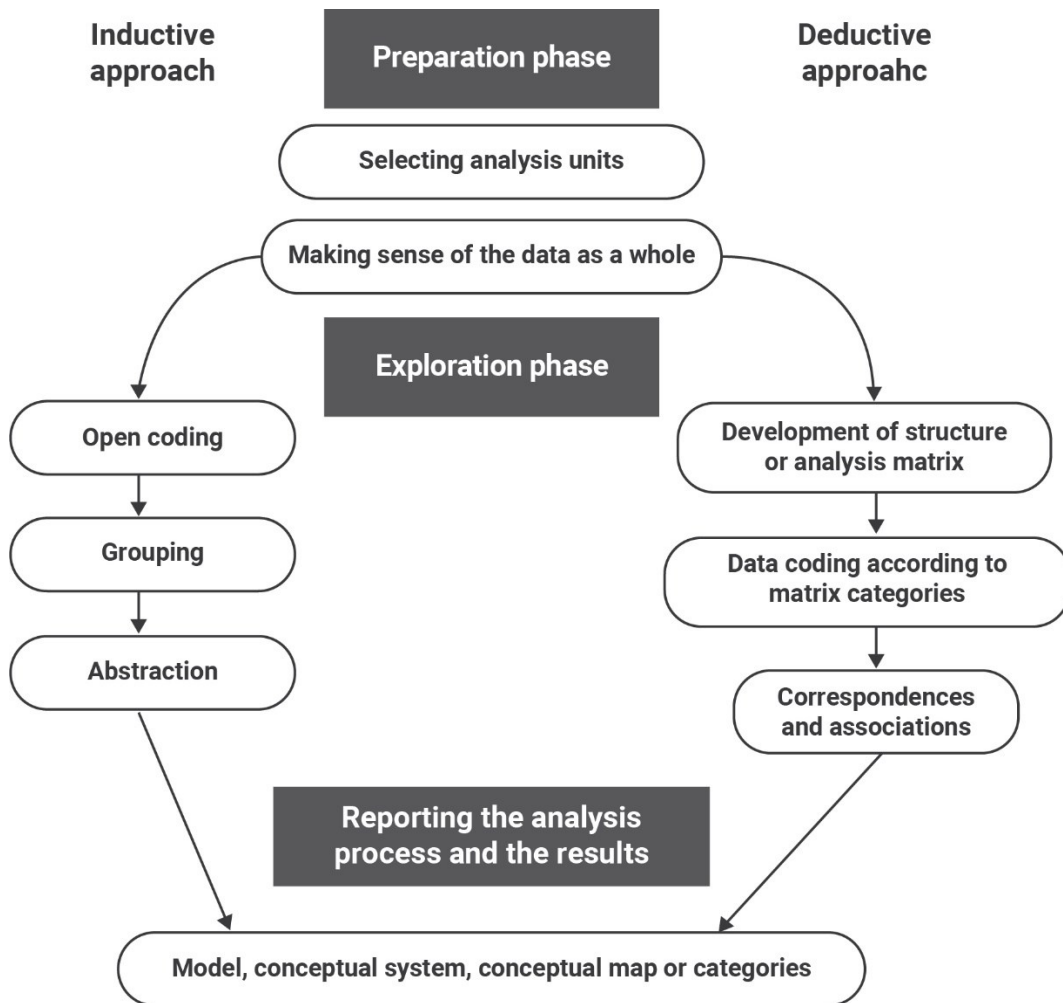 Inductive
approach
Preparation phase
Deductive
approahc
Selecting analysis units
Making sense of the data as a whole
Exploration phase
Open coding
Development of structure
or analysis matrix
Grouping
Data coding according to
matrix categories
Abstraction
Correspondences
and associations
Reporting the analysis
process and the results
Model, conceptual system, conceptual map or categories